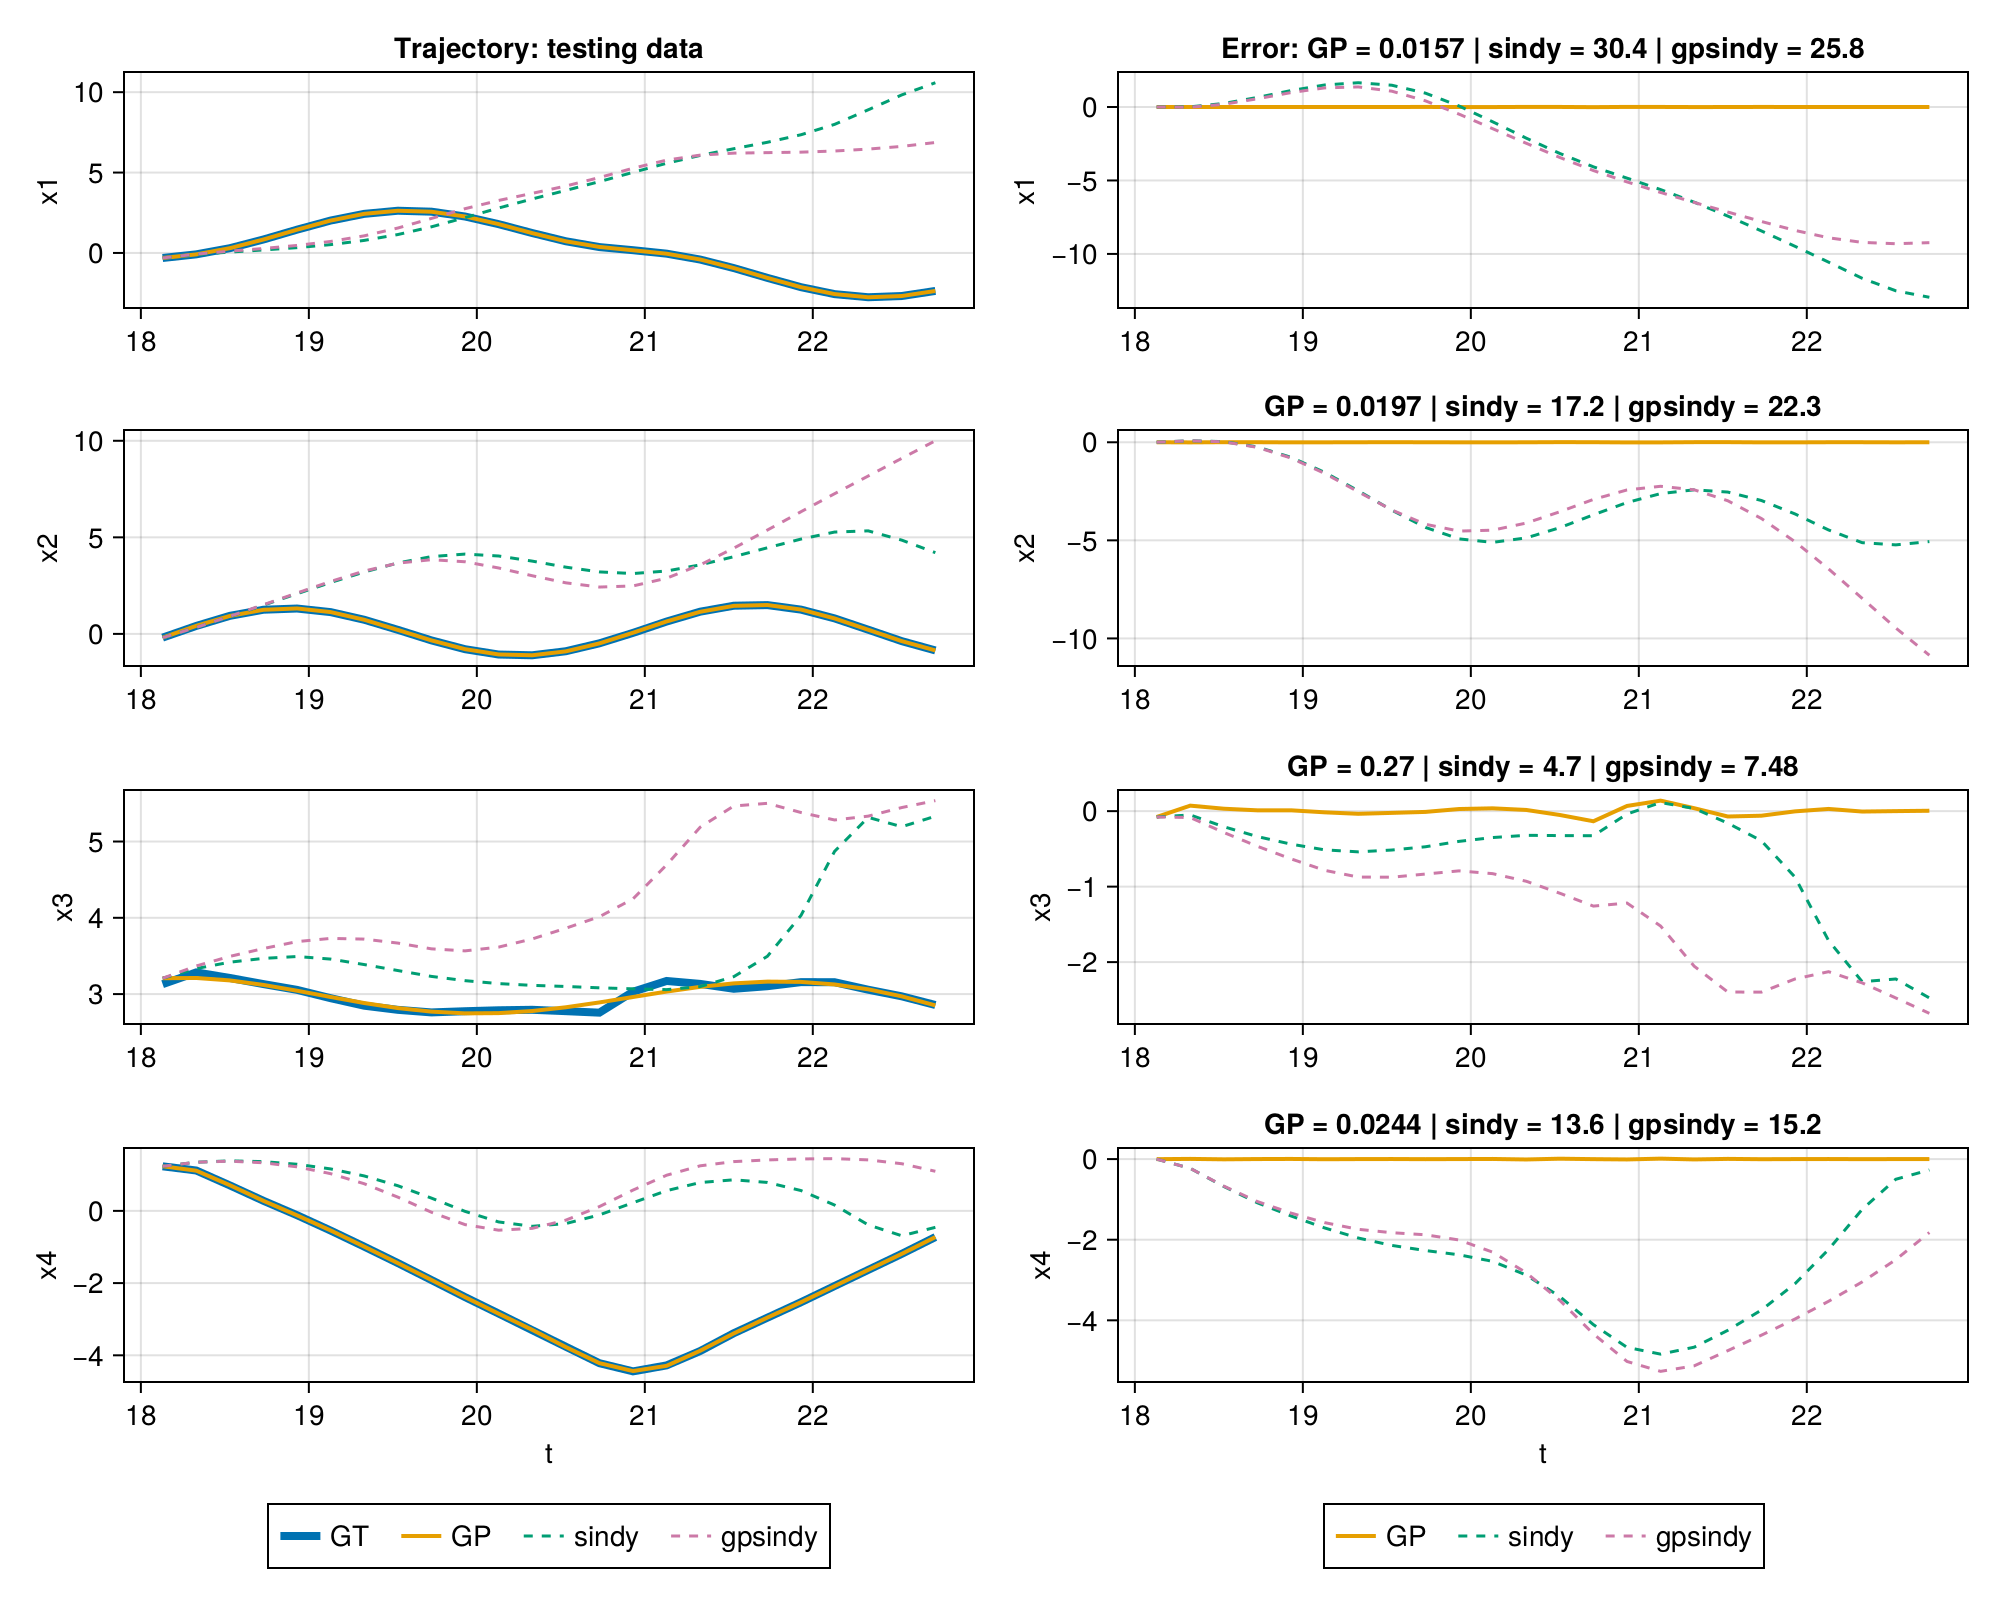 Trajectory: testing data
x1
10
5
0
18 19 20 21 22
Error: GP = 0.0157 | sindy = 30.4 | gpsindy = 25.8
x1
0
−5
−10
18 19 20 21 22
x2
10
5
0
18 19 20 21 22
GP = 0.0197 | sindy = 17.2 | gpsindy = 22.3
x2
0
−5
−10
18 19 20 21 22
x3
5
4
3
18 19 20 21 22
GP = 0.27 | sindy = 4.7 | gpsindy = 7.48
x3
0
−1
−2
18 19 20 21 22
x4
0
−2
−4
18 19 20 21 22
t
GP = 0.0244 | sindy = 13.6 | gpsindy = 15.2
x4
0
−2
−4
18 19 20 21 22
t
GT GP sindy gpsindy
GP sindy gpsindy